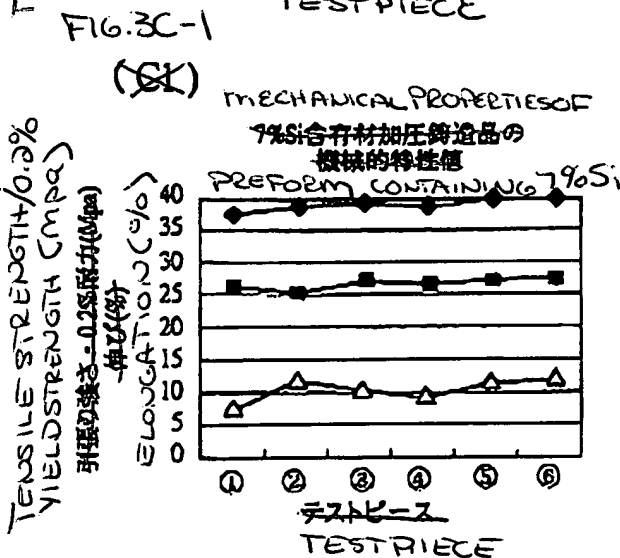 TESTPIECE
FIG.3C-1
(C1)
MECHANICAL PROPERTIES OF
7%Si含存材加圧鋳造品の
機械的特性値
PREFORM CONTAINING 7%Si
TENSILE STRENGTH/0.2%
YIELD STRENGTH (Mpa)
引張り強さ・0.2%耐力(Mpa)
伸び(%)
ELONGATION (%)
40
35
30
25
20
15
10
5
0
① ② ③ ④ ⑤ ⑥
テストピース
TESTPIECE